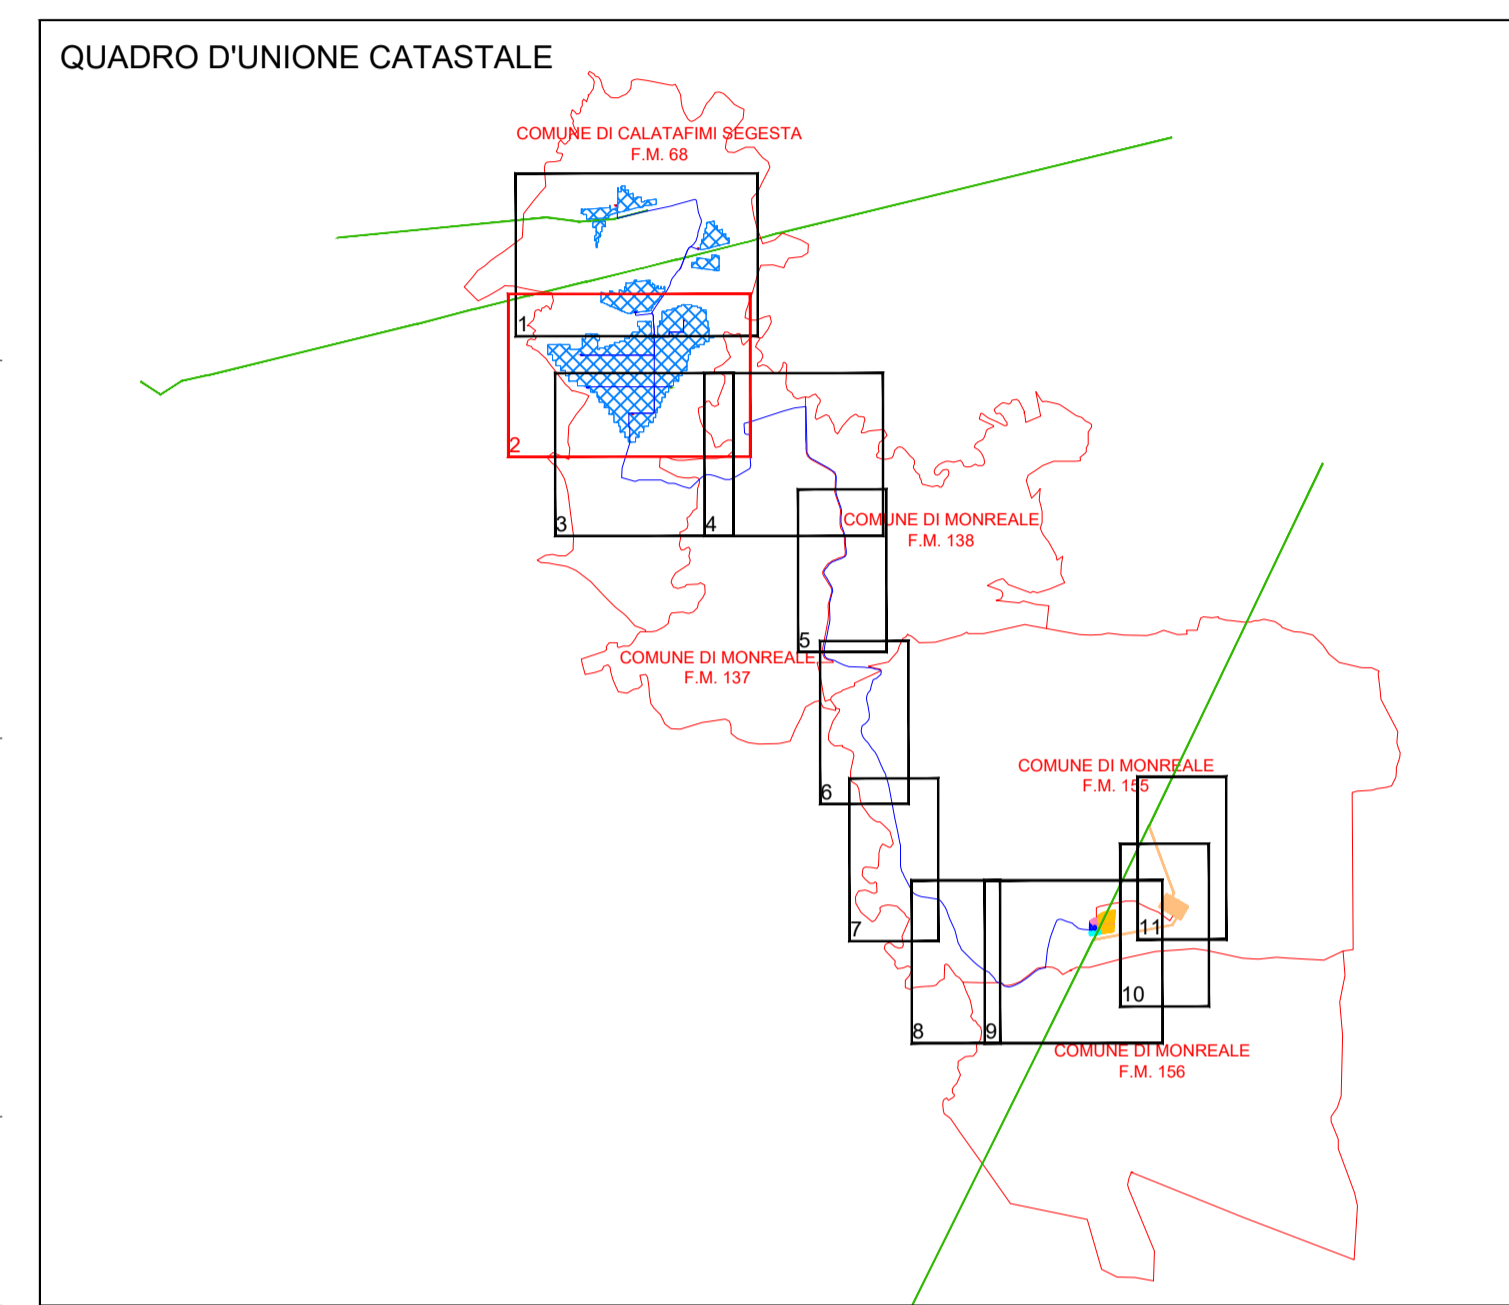 QUADRO D'UNIONE CATASTALE
COMUNE DI CALATAFIMI SEGESTA
F.M. 68
1
2
3
4
COMUNE DI MONREALE
F.M. 138
5
COMUNE DI MONREALE
F.M. 137
6
COMUNE DI MONREALE
F.M. 155
7
11
10
8
9
COMUNE DI MONREALE
F.M. 156